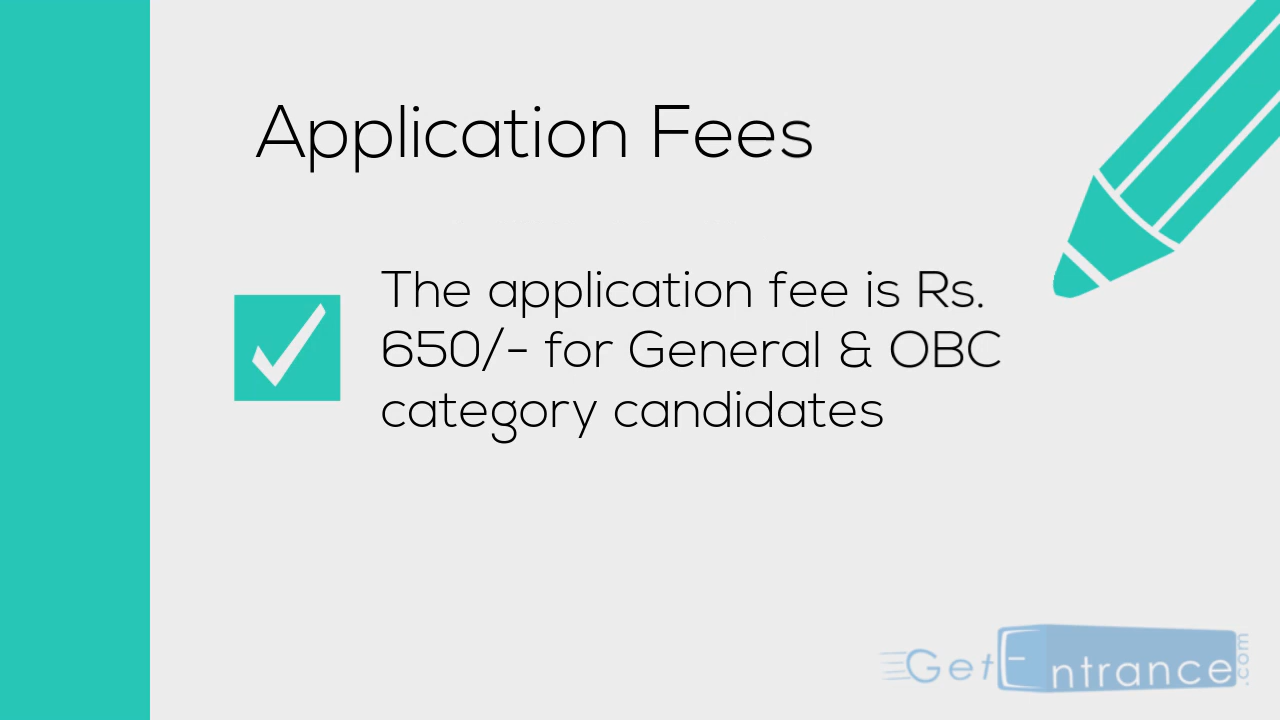 Application Fees
The application fee is Rs.
650/- for General & OBC
category candidates
GetEntrance.com